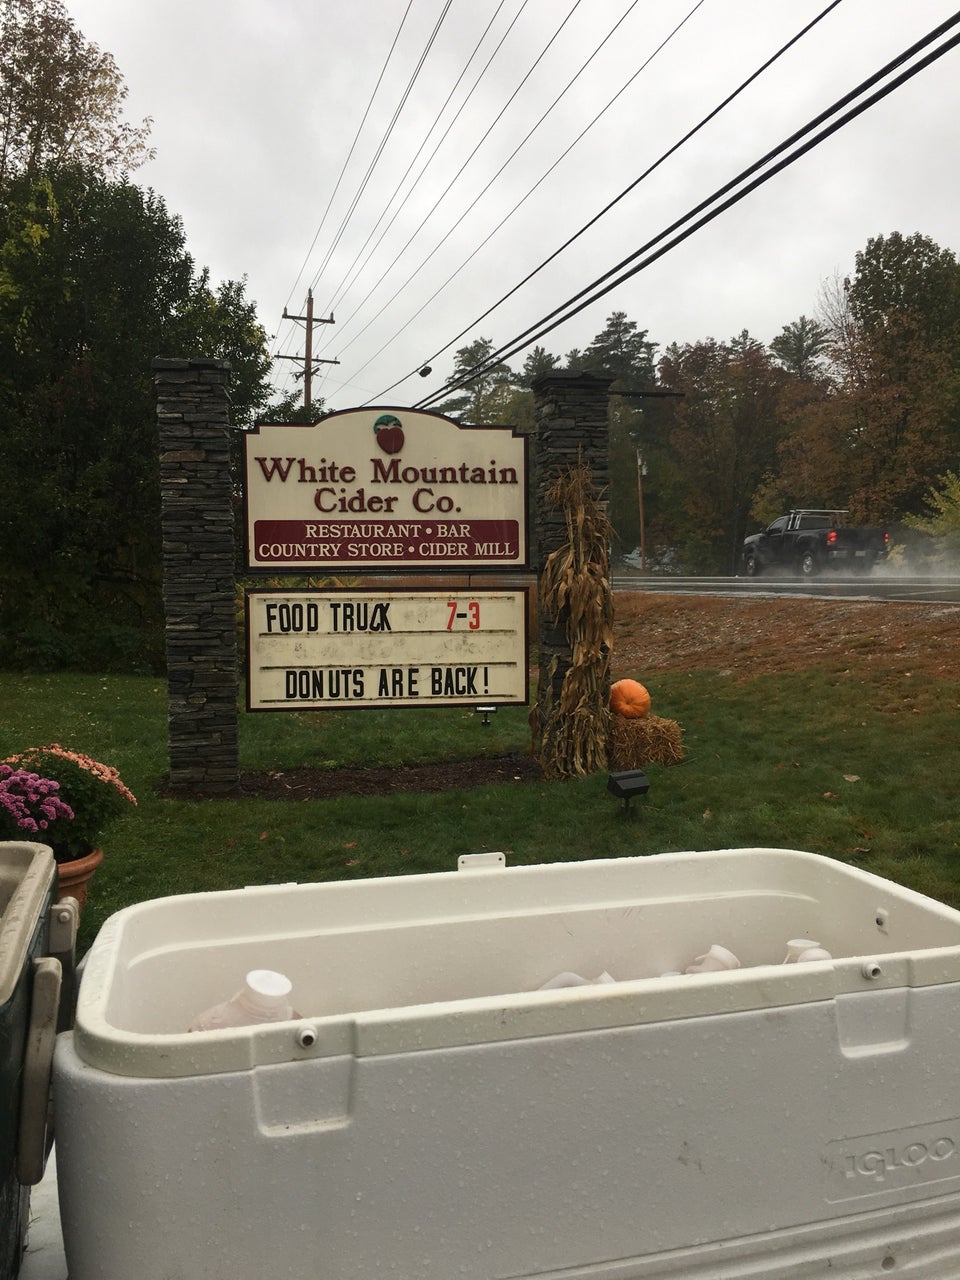 White Mountain
Cider Co.
RESTAURANT • BAR
COUNTRY STORE • CIDER MILL
FOOD TRUCK 7-3
DONUTS ARE BACK!
IGLOO